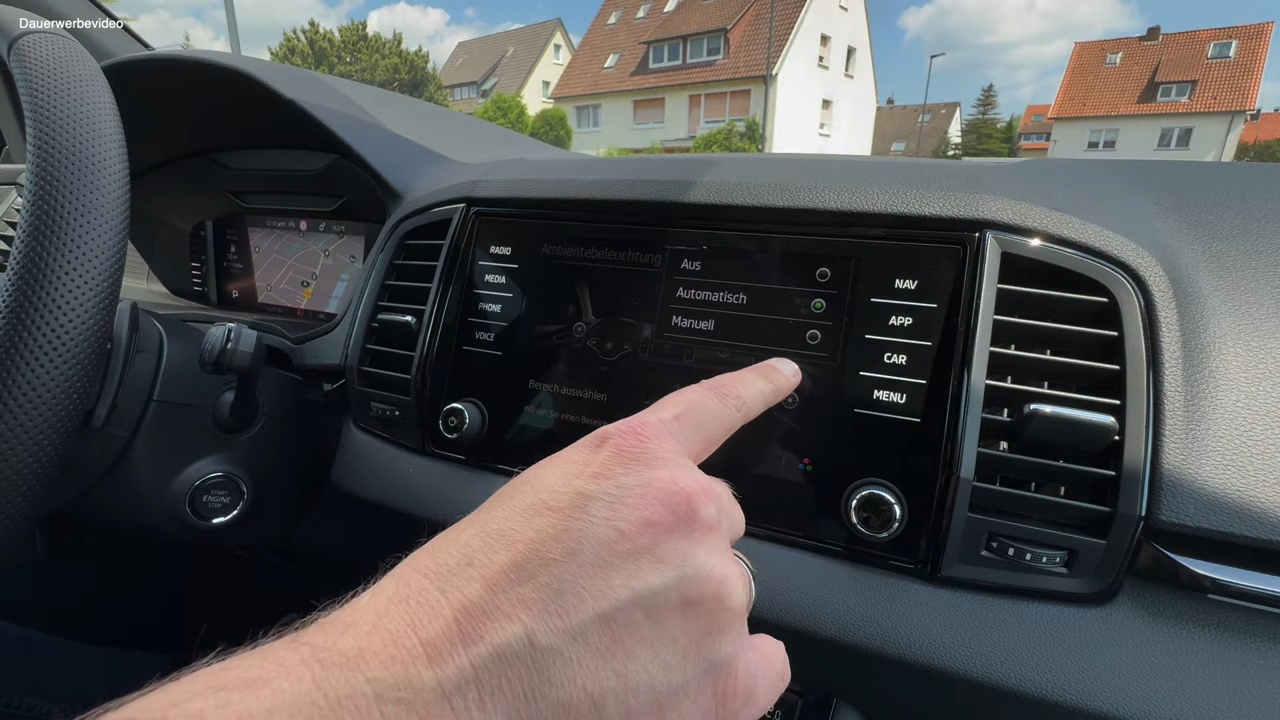 Dauerwerbevideo
RADIO
MEDIA
PHONE
VOICE
Ambientebeleuchtung
Aus
Automatisch
Manuell
Bereich auswählen
NAV
APP
CAR
MENU
P
START
ENGINE
STOP